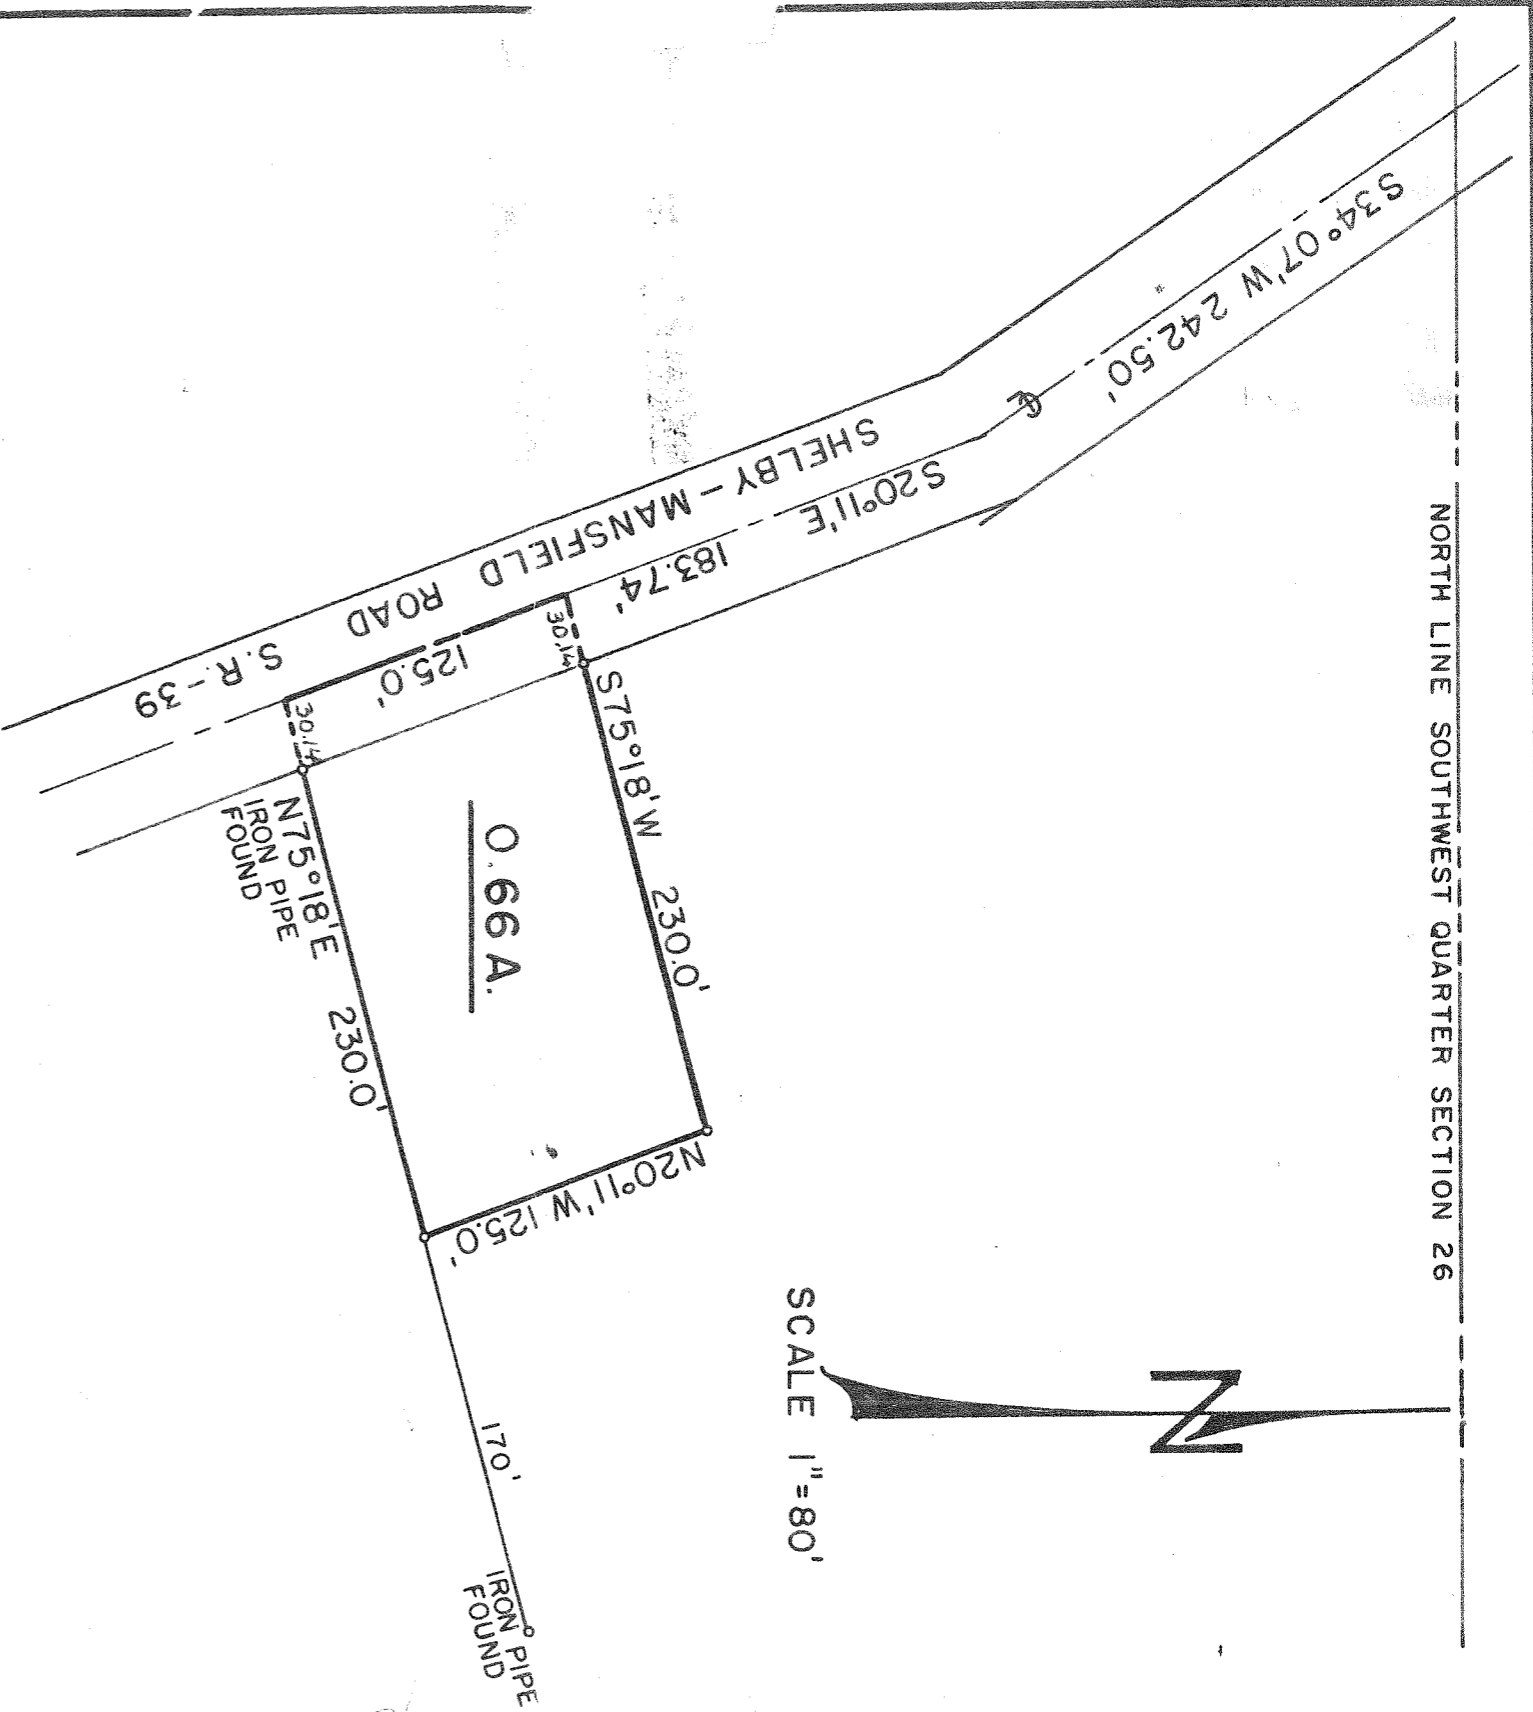 NORTH LINE SOUTHWEST QUARTER SECTION 26
S34°07'W 242.50'
℄
SHELBY-MANSFIELD ROAD S.R.-39
S20°11'E 183.74'
30.14
125.0'
30.14
S75°18'W 230.0'
0.66 A.
N20°11'W 125.0'
N75°18'E 230.0'
IRON PIPE
FOUND
170'
IRON PIPE
FOUND
N
SCALE 1"=80'